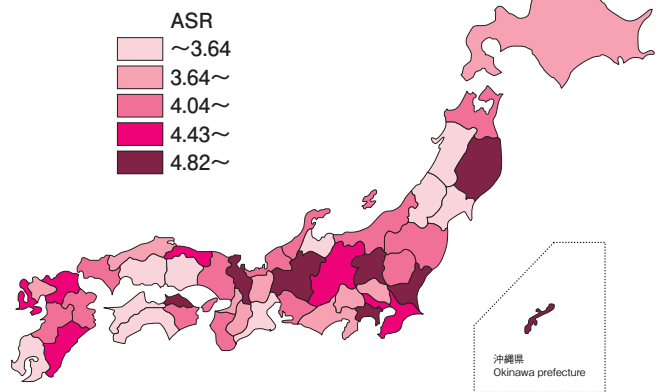 ASR
～3.64
3.64～
4.04～
4.43～
4.82～
沖縄県
Okinawa prefecture